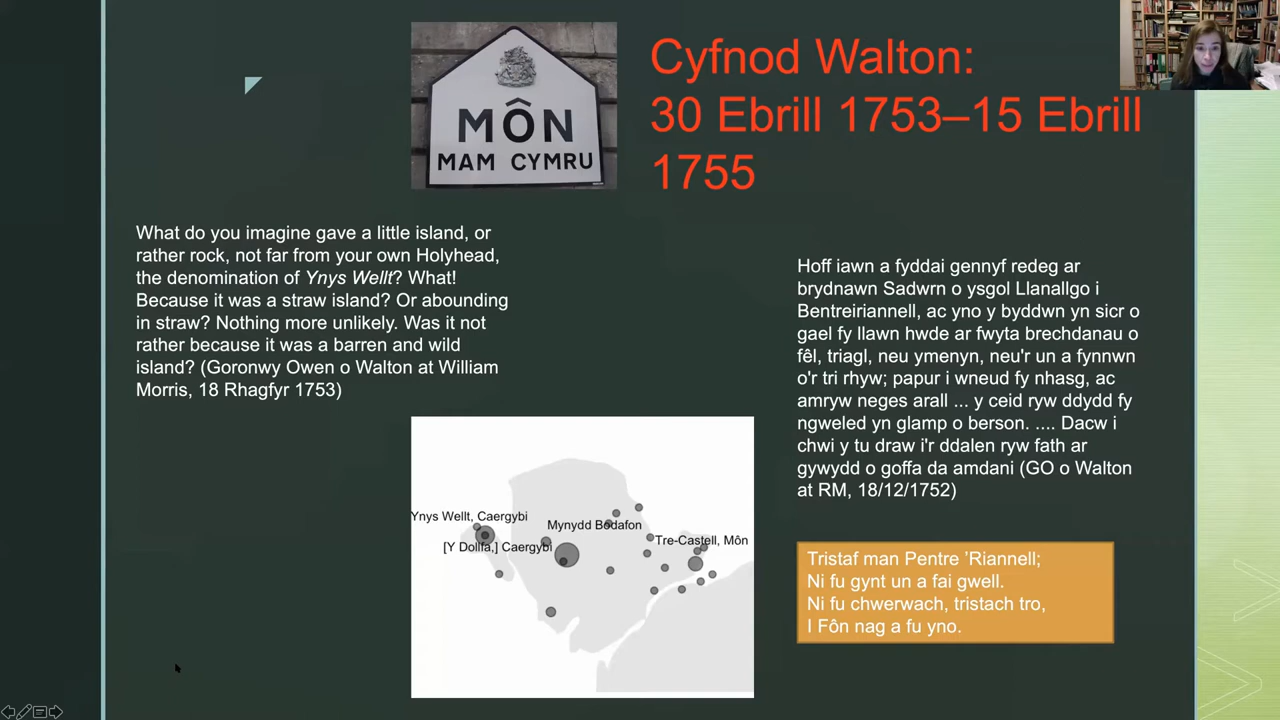 MÔN
MAM CYMRU
Cyfnod Walton:
30 Ebrill 1753–15 Ebrill
1755
What do you imagine gave a little island, or
rather rock, not far from your own Holyhead,
the denomination of Ynys Wellt? What!
Because it was a straw island? Or abounding
in straw? Nothing more unlikely. Was it not
rather because it was a barren and wild
island? (Goronwy Owen o Walton at William
Morris, 18 Rhagfyr 1753)
Hoff iawn a fyddai gennyf redeg ar
brydnawn Sadwrn o ysgol Llanallgo i
Bentreiriannell, ac yno y byddwn yn sicr o
gael fy llawn hwde ar fwyta brechdanau o
fêl, triagl, neu ymenyn, neu'r un a fynnwn
o'r tri rhyw; papur i wneud fy nhasg, ac
amryw neges arall ... y ceid ryw ddydd fy
ngweled yn glamp o berson. .... Dacw i
chwi y tu draw i'r ddalen ryw fath ar
gywydd o goffa da amdani (GO o Walton
at RM, 18/12/1752)
Ynys Wellt, Caergybi
Mynydd Bodafon
[Y Dollfa,] Caergybi
Tre-Castell, Môn
Tristaf man Pentre ’Riannell;
Ni fu gynt un a fai gwell.
Ni fu chwerwach, tristach tro,
I Fôn nag a fu yno.